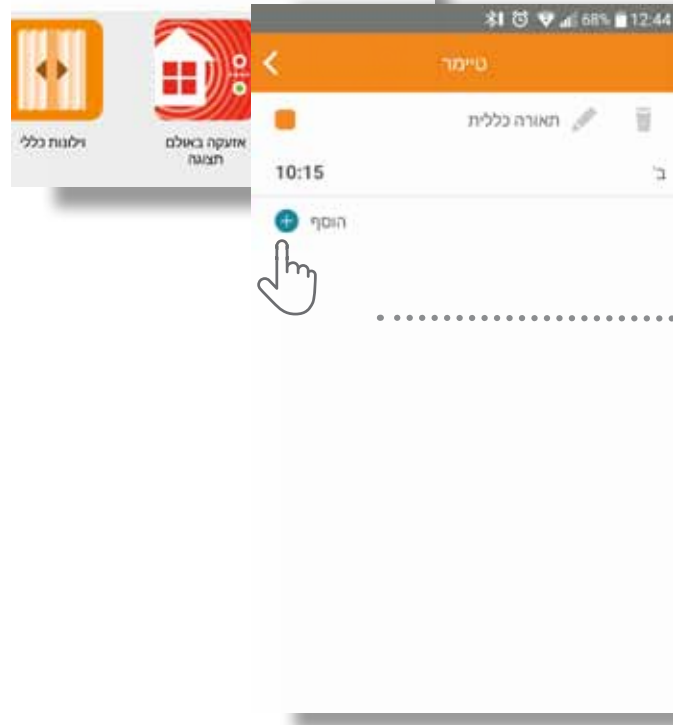 68% 12:44
טיימר
תאורה כללית
ב'
10:15
הוסף
אזעקה באולם
תצוגה
וילונות כללי